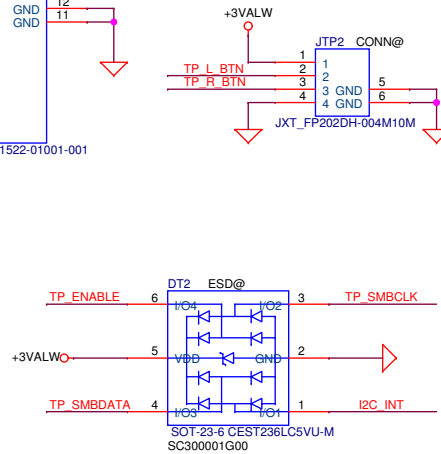 GND 12
GND 11
1522-01001-001
+3VALW
JTP2 CONN@
1 1
TP_L_BTN 2 2
TP_R_BTN 3 3 GND 5
4 4 GND 6
JXT_FP202DH-004M10M
DT2 ESD@
TP_ENABLE 6 I/O4 I/O2 3 TP_SMBCLK
+3VALW 5 VDD GND 2
TP_SMBDATA 4 I/O3 I/O1 1 I2C_INT
SOT-23-6 CEST236LC5VU-M
SC300001G00